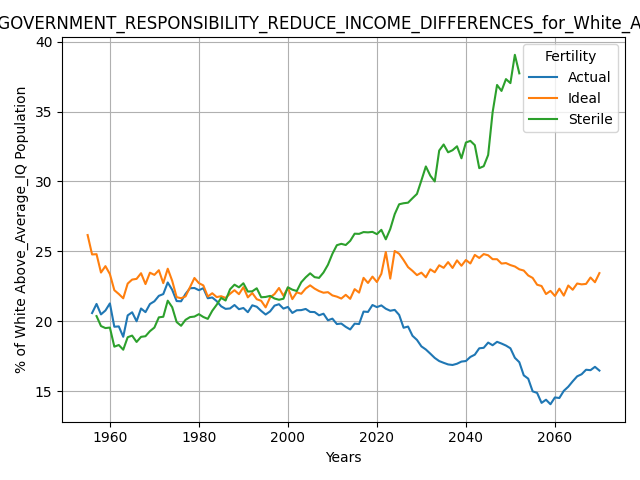 GOVERNMENT_RESPONSIBILITY_REDUCE_INCOME_DIFFERENCES_for_White_A
% of White Above_Average_IQ Population
40
35
30
25
20
15
1960
1980
2000
2020
2040
2060
Years
Fertility
Actual
Ideal
Sterile